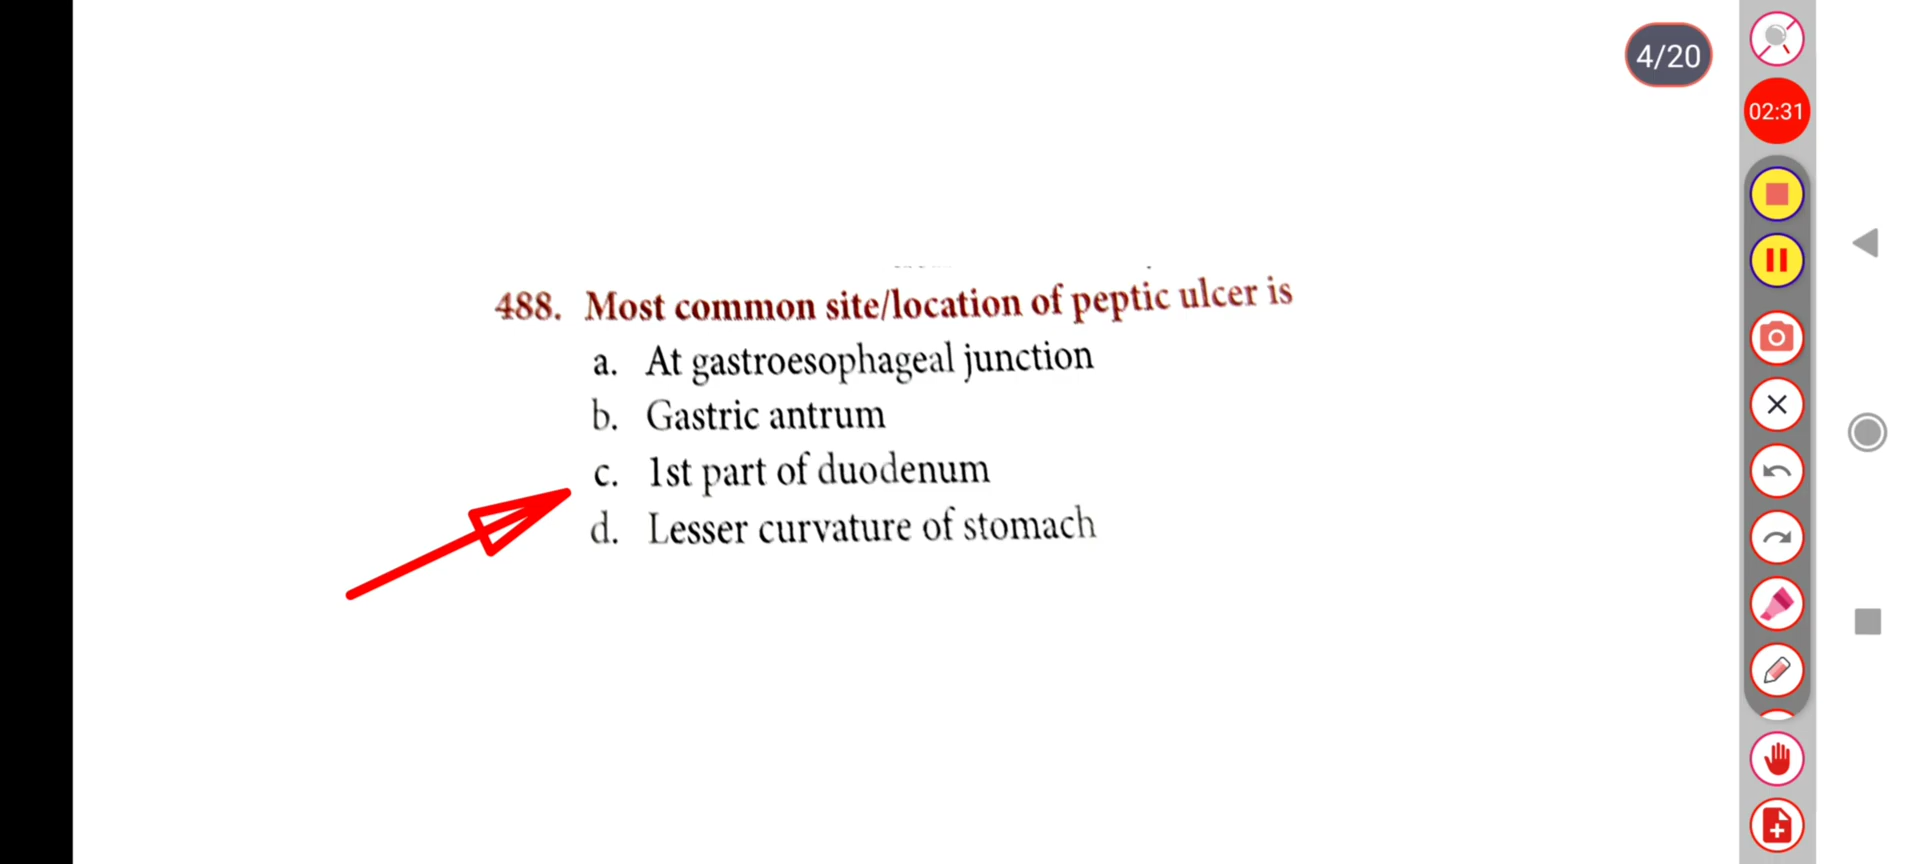 4/20
02:31
488. Most common site/location of peptic ulcer is
a. At gastroesophageal junction
b. Gastric antrum
c. 1st part of duodenum
d. Lesser curvature of stomach